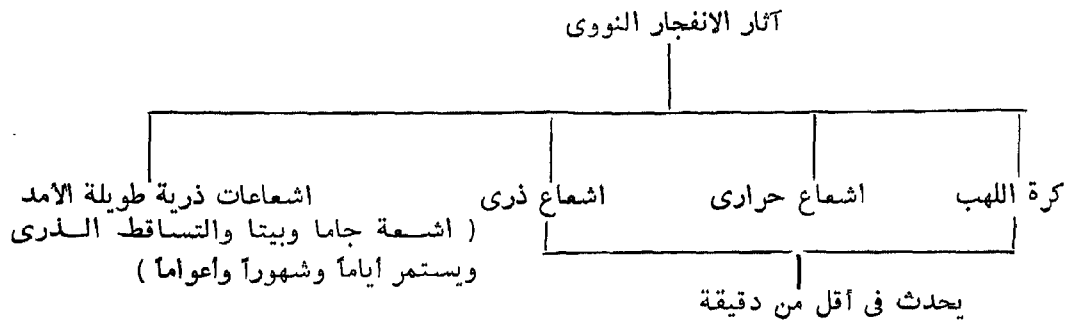 آثار الانفجار النووى
كرة اللهب
اشعاع حرارى
اشعاع ذرى
اشعاعات ذرية طويلة الأمد
( اشعة جاما وبيتا والتساقط الذرى
ويستمر أياماً وشهوراً وأعواماً )
يحدث فى أقل من دقيقة